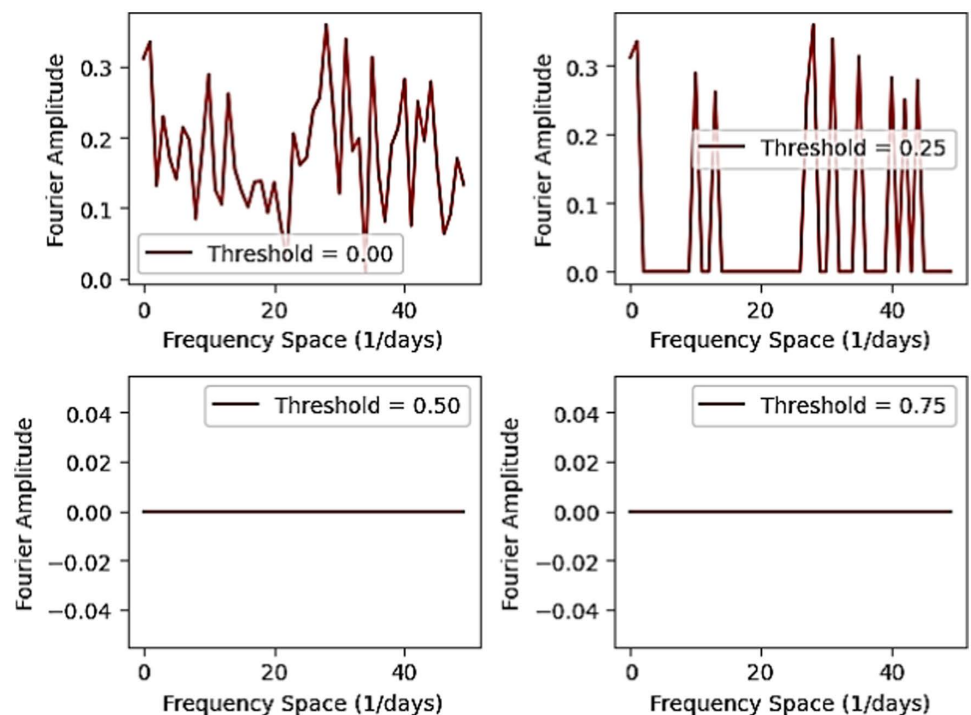 Fourier Amplitude
0.3
0.2
0.1
0.0
Threshold = 0.00
0
20
40
Frequency Space (1/days)
Fourier Amplitude
0.3
0.2
0.1
0.0
Threshold = 0.25
0
20
40
Frequency Space (1/days)
Fourier Amplitude
0.04
0.02
0.00
−0.02
−0.04
Threshold = 0.50
0
20
40
Frequency Space (1/days)
Fourier Amplitude
0.04
0.02
0.00
−0.02
−0.04
Threshold = 0.75
0
20
40
Frequency Space (1/days)